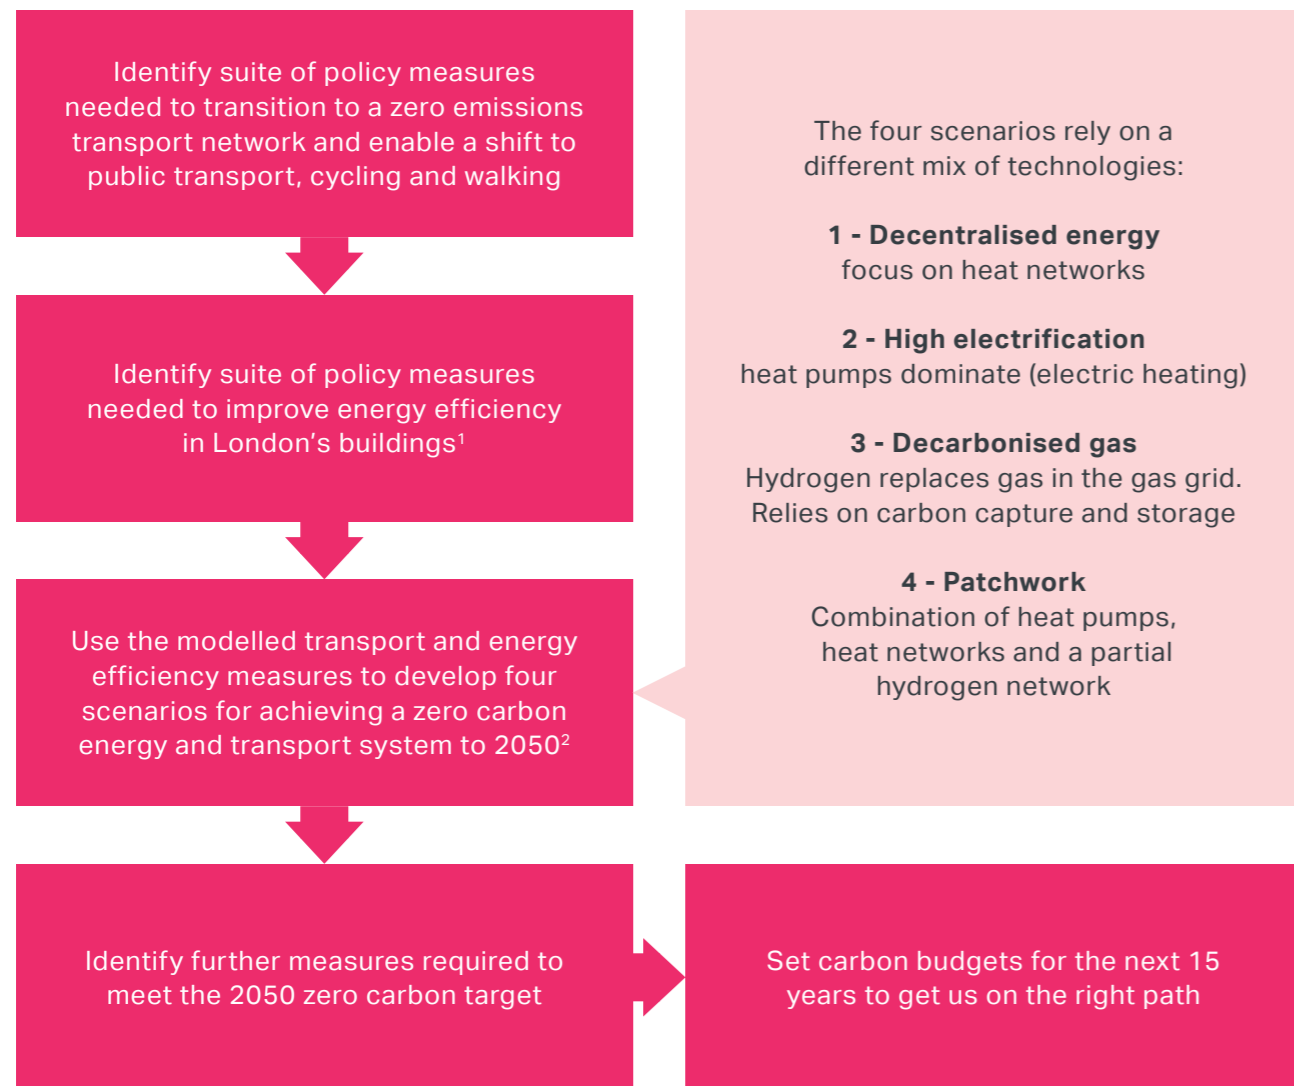 Identify suite of policy measures
needed to transition to a zero emissions
transport network and enable a shift to
public transport, cycling and walking
Identify suite of policy measures
needed to improve energy efficiency
in London's buildings¹
Use the modelled transport and energy
efficiency measures to develop four
scenarios for achieving a zero carbon
energy and transport system to 2050²
The four scenarios rely on a
different mix of technologies:
1 - Decentralised energy
focus on heat networks
2 - High electrification
heat pumps dominate (electric heating)
3 - Decarbonised gas
Hydrogen replaces gas in the gas grid.
Relies on carbon capture and storage
4 - Patchwork
Combination of heat pumps,
heat networks and a partial
hydrogen network
Identify further measures required to
meet the 2050 zero carbon target
Set carbon budgets for the next 15
years to get us on the right path